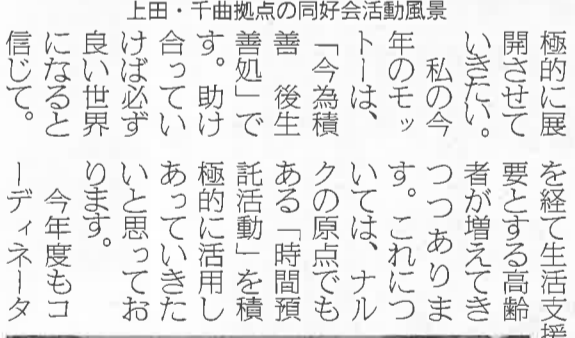 上田・千曲拠点の同好会活動風景
極的に展
開させて
いきたい。
私の今
年のモッ
トーは、
「今為積
善　後生
善処」で
す。助け
合ってい
けば必ず
良い世界
になると
信じて。
を経て生活支援
要とする高齢
者が増えてき
つつありま
す。これにつ
いては、ナル
クの原点でも
ある「時間預
託活動」を積
極的に活用し
あっていきた
いと思ってお
ります。
今年度もコ
ーディネータ